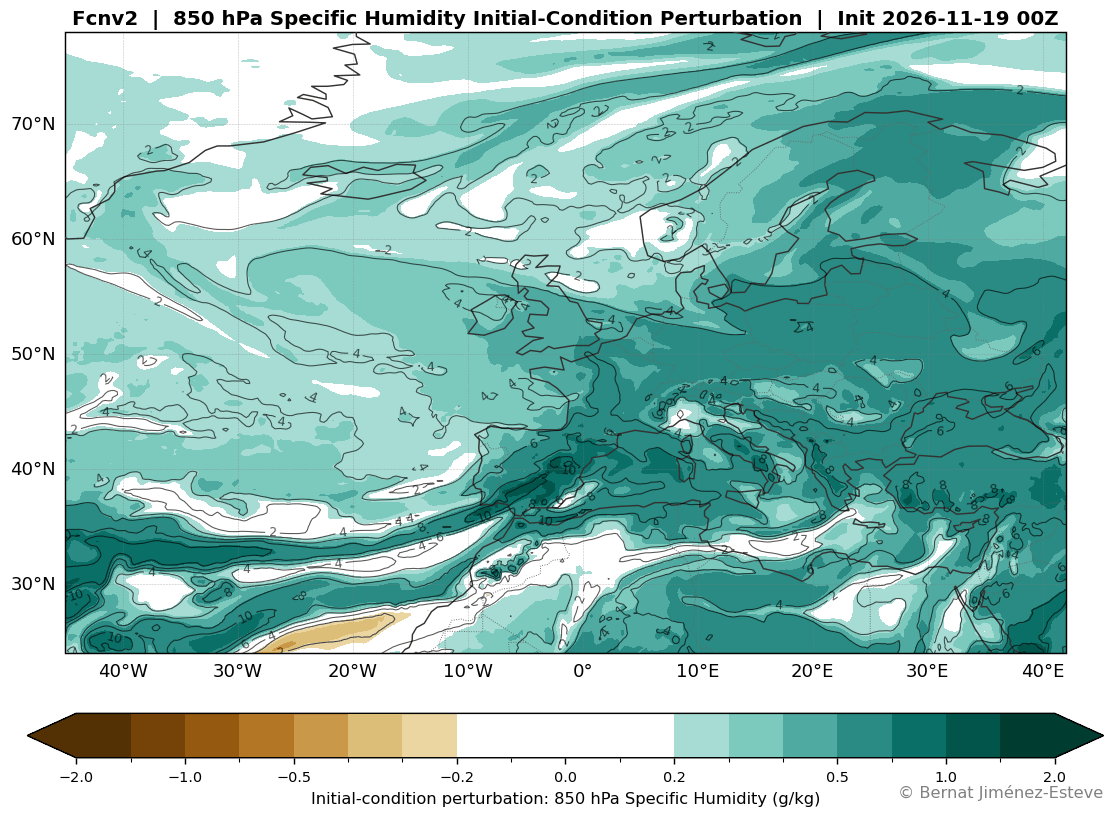 Fcnv2 | 850 hPa Specific Humidity Initial-Condition Perturbation | Init 2026-11-19 00Z
70°N
60°N
50°N
40°N
30°N
40°W 30°W 20°W 10°W 0° 10°E 20°E 30°E 40°E
−2.0 −1.0 −0.5 −0.2 0.0 0.2 0.5 1.0 2.0
Initial-condition perturbation: 850 hPa Specific Humidity (g/kg)
© Bernat Jiménez-Esteve